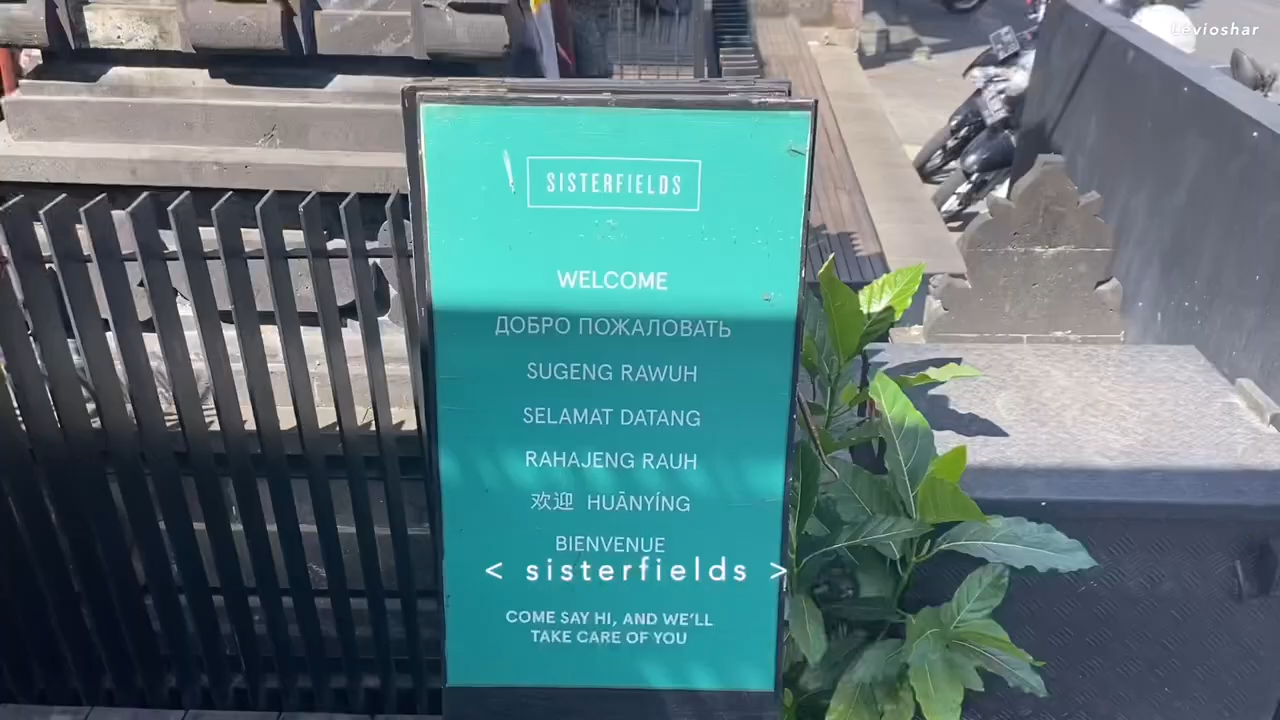 Levioshar
SISTERFIELDS
WELCOME
ДОБРО ПОЖАЛОВАТЬ
SUGENG RAWUH
SELAMAT DATANG
RAHAJENG RAUH
欢迎 HUĀNYÍNG
BIENVENUE
< sisterfields >
COME SAY HI, AND WE'LL
TAKE CARE OF YOU